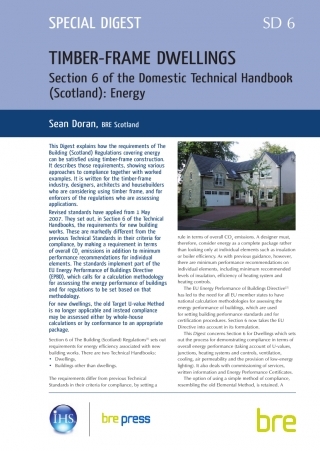 SPECIAL DIGEST
SD 6
TIMBER-FRAME DWELLINGS
Section 6 of the Domestic Technical Handbook
(Scotland): Energy
Sean Doran, BRE Scotland
This Digest explains how the requirements of The
Building (Scotland) Regulations covering energy
can be satisfied using timber-frame construction.
It describes those requirements, showing various
approaches to compliance together with worked
examples. It is written for the timber-frame
industry, designers, architects and householders
who are considering using timber frame, and for
enforcers of the regulations who are assessing
applications.
Revised standards have applied from 1 May
2007. They set out, in Section 6 of the Technical
Handbooks, the requirements for new building
works. These are markedly different from the
previous Technical Standards in their criteria for
compliance, by making a requirement in terms
of overall CO2 emissions in addition to minimum
performance recommendations for individual
elements. The standards implement part of the
EU Energy Performance of Buildings Directive
(EPBD), which calls for a calculation methodology
for assessing the energy performance of buildings
and for regulations to be set based on that
methodology.
For new dwellings, the old Target U-value Method
is no longer applicable and instead compliance
may be assessed either by whole-house
calculations or by conformance to an appropriate
package.
Section 6 of The Building (Scotland) Regulations[1] sets out
requirements for energy efficiency associated with new
building works. There are two Technical Handbooks:
• Dwellings.
• Buildings other than dwellings.
The requirements differ from previous Technical
Standards in their criteria for compliance, by setting a
rule in terms of overall CO2 emissions. A designer must,
therefore, consider energy as a complete package rather
than looking only at individual elements such as insulation
or boiler efficiency. As with previous guidance, however,
there are minimum performance recommendations on
individual elements, including minimum recommended
levels of insulation, efficiency of heating system and
heating controls.
The EU Energy Performance of Buildings Directive[2]
has led to the need for all EU member states to have
national calculation methodologies for assessing the
energy performance of buildings, which are used
for setting building performance standards and for
certification procedures. Section 6 now takes the EU
Directive into account in its formulation.
This Digest concerns Section 6 for Dwellings which sets
out the process for demonstrating compliance in terms of
overall energy performance (taking account of U-values,
junctions, heating systems and controls, ventilation,
cooling, air permeability and the provision of low-energy
lighting). It also deals with commissioning of services,
written information and Energy Performance Certificates.
The option of using a simple method of compliance,
resembling the old Elemental Method, is retained. A
IHS
bre press
bre